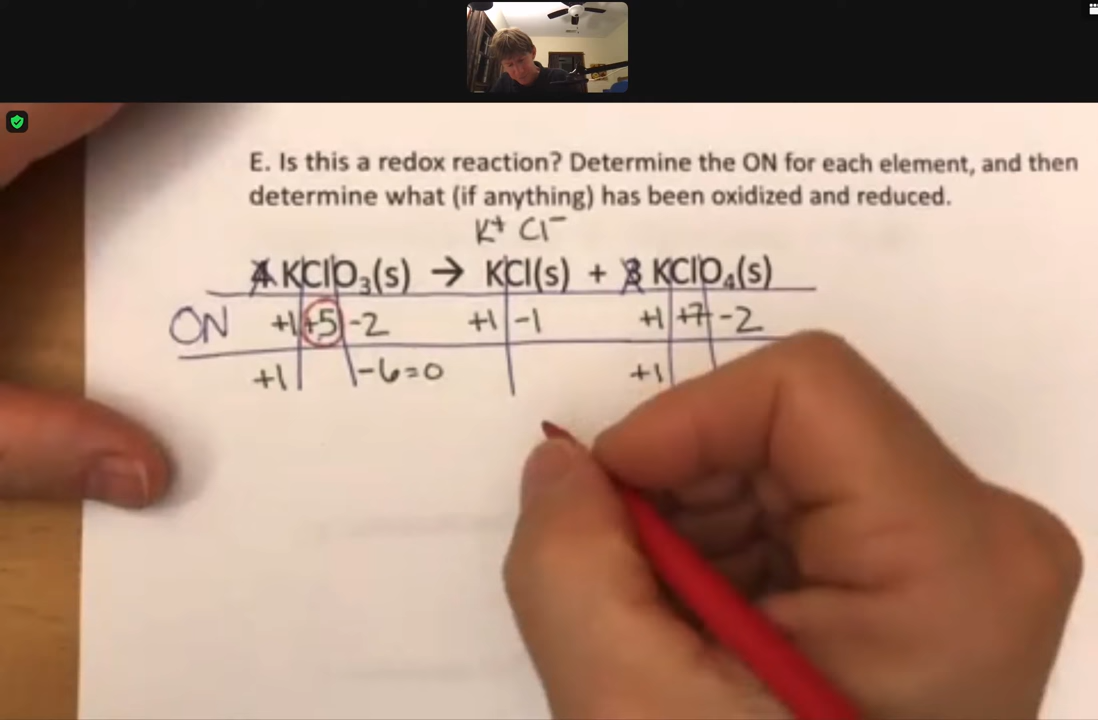 E. Is this a redox reaction? Determine the ON for each element, and then
determine what (if anything) has been oxidized and reduced.
K⁺ Cl⁻
4 KClO₃(s) → KCl(s) + 3 KClO₄(s)
ON +1 +5 -2 +1 -1 +1 +7 -2
+1 -6=0 +1